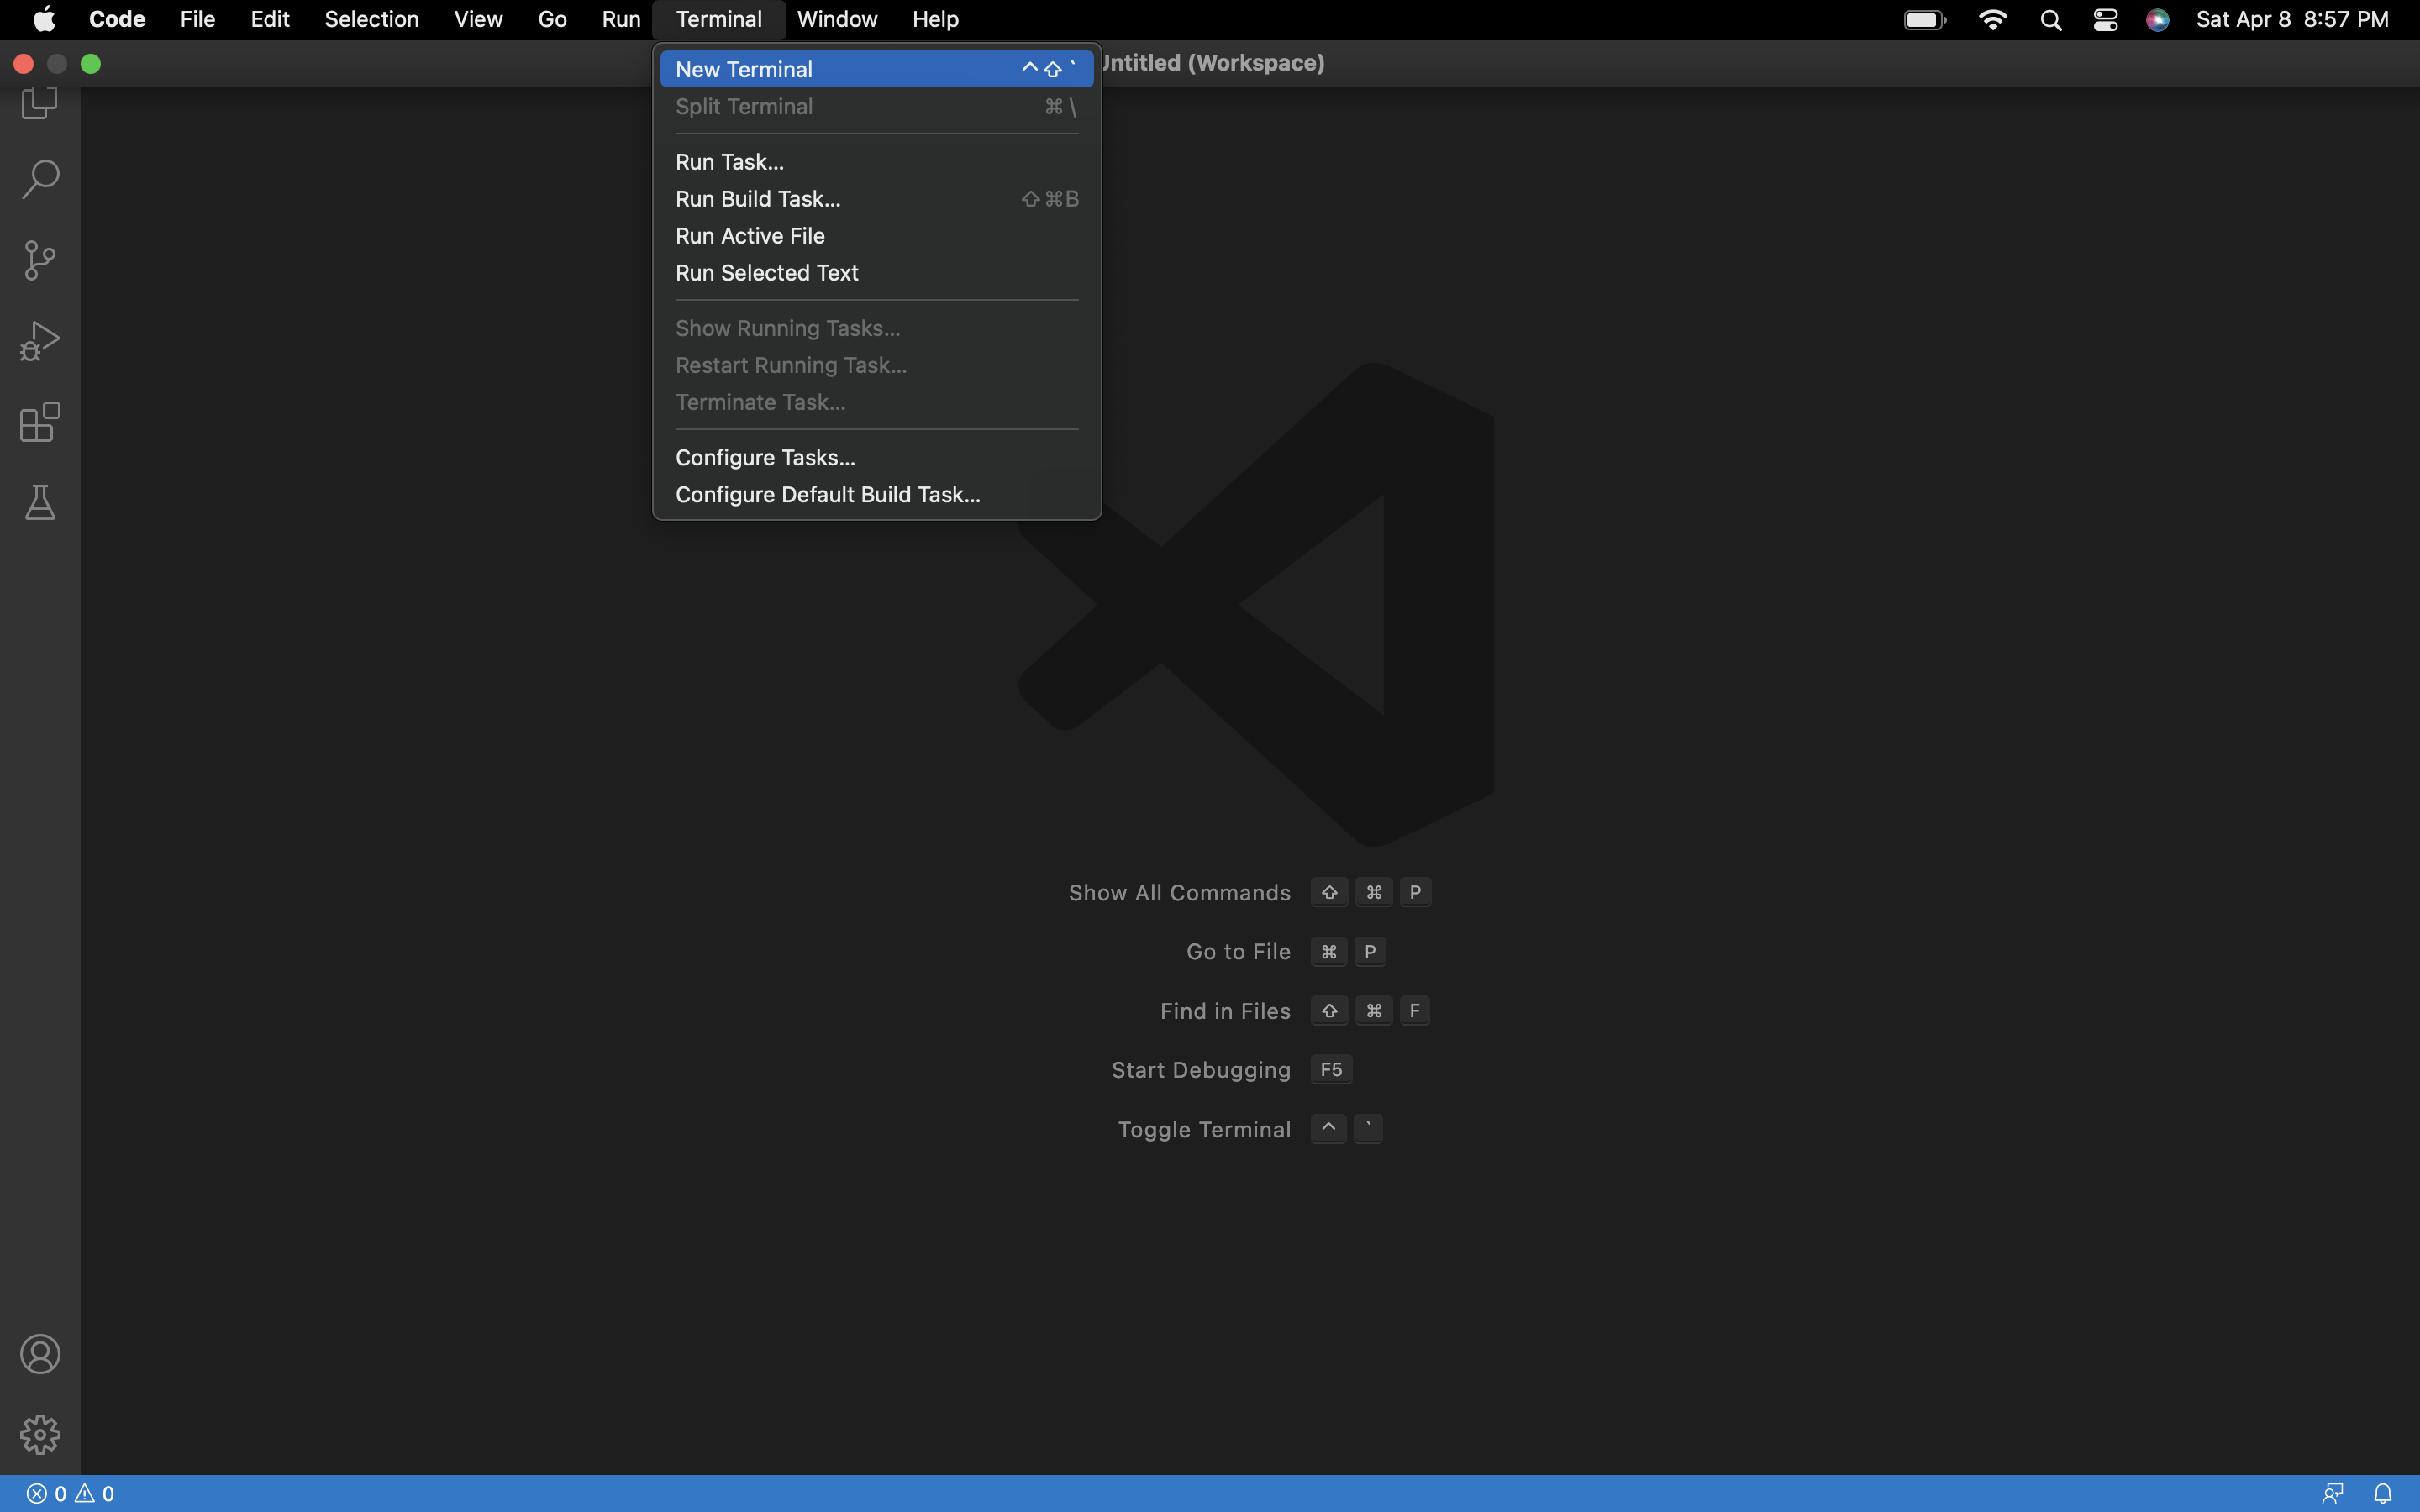 Code File Edit Selection View Go Run Terminal Window Help Sat Apr 8 8:57 PM
Untitled (Workspace)
New Terminal ^⇧`
Split Terminal ⌘\
Run Task...
Run Build Task... ⇧⌘B
Run Active File
Run Selected Text
Show Running Tasks...
Restart Running Task...
Terminate Task...
Configure Tasks...
Configure Default Build Task...
Show All Commands ⇧ ⌘ P
Go to File ⌘ P
Find in Files ⇧ ⌘ F
Start Debugging F5
Toggle Terminal ^ `
0 0